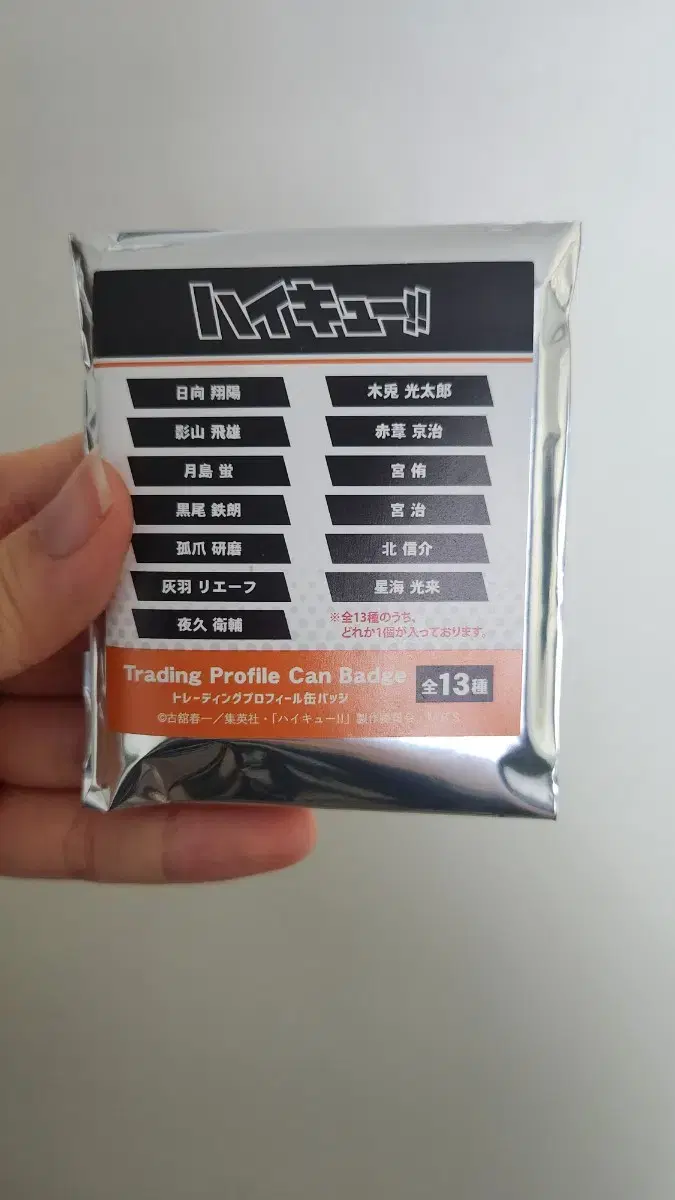 ハイキュー!!
日向 翔陽
影山 飛雄
月島 蛍
黒尾 鉄朗
孤爪 研磨
灰羽 リエーフ
夜久 衛輔
木兎 光太郎
赤葦 京治
宮 侑
宮 治
北 信介
星海 光来
※全13種のうち、
どれか1個が入っております。
Trading Profile Can Badge
トレーディングプロフィール缶バッジ
全13種
©古舘春一/集英社・「ハイキュー!!」製作委員会